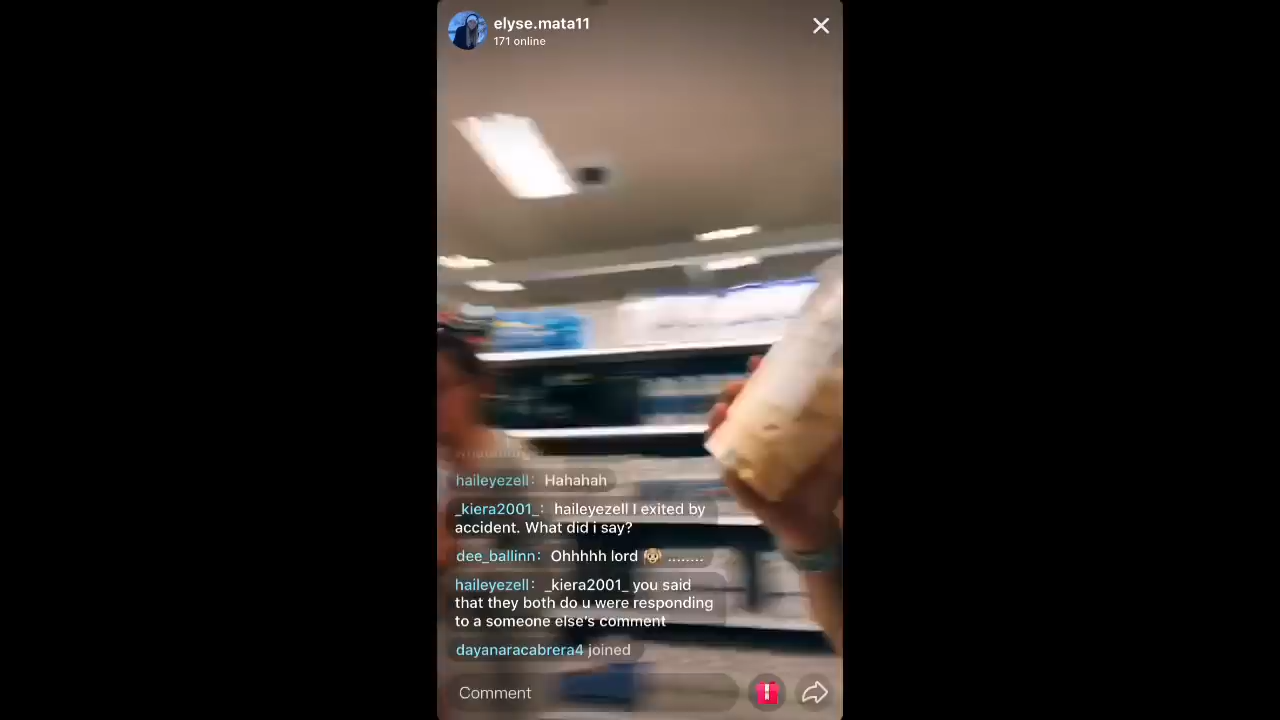 elyse.mata11
171 online
haileyezell: Hahahah
_kiera2001_: haileyezell I exited by
accident. What did i say?
dee_ballinn: Ohhhhh lord 🙉 ........
haileyezell: _kiera2001_ you said
that they both do u were responding
to a someone else's comment
dayanaracabrera4 joined
Comment